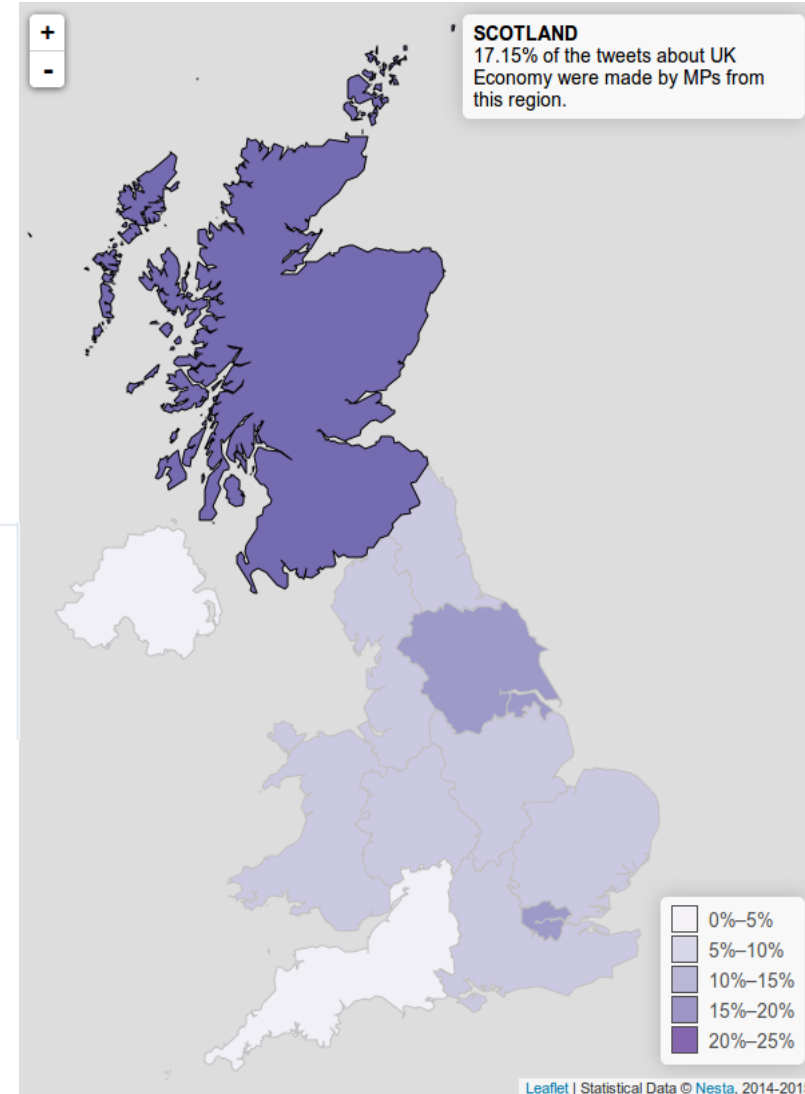 +
-
SCOTLAND
17.15% of the tweets about UK
Economy were made by MPs from
this region.
0%–5%
5%–10%
10%–15%
15%–20%
20%–25%
Leaflet | Statistical Data © Nesta, 2014-2015